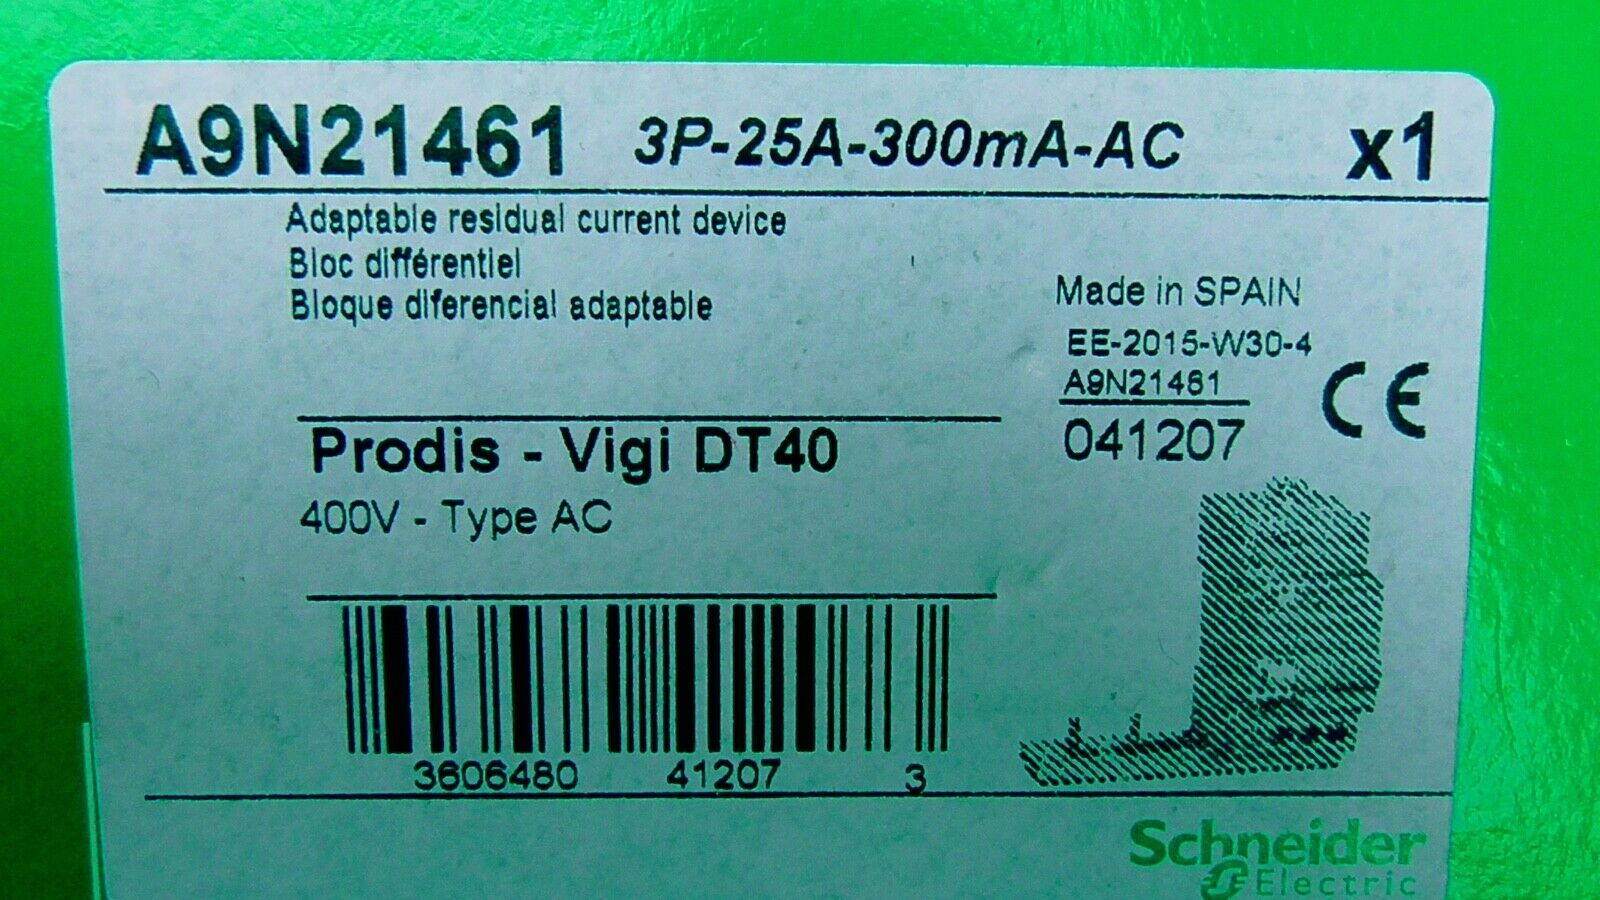 A9N21461 3P-25A-300mA-AC x1
Adaptable residual current device
Bloc différentiel
Bloque diferencial adaptable
Made in SPAIN
EE-2015-W30-4
A9N21461
041207
CE
Prodis - Vigi DT40
400V - Type AC
3606480 41207 3
Schneider
Electric